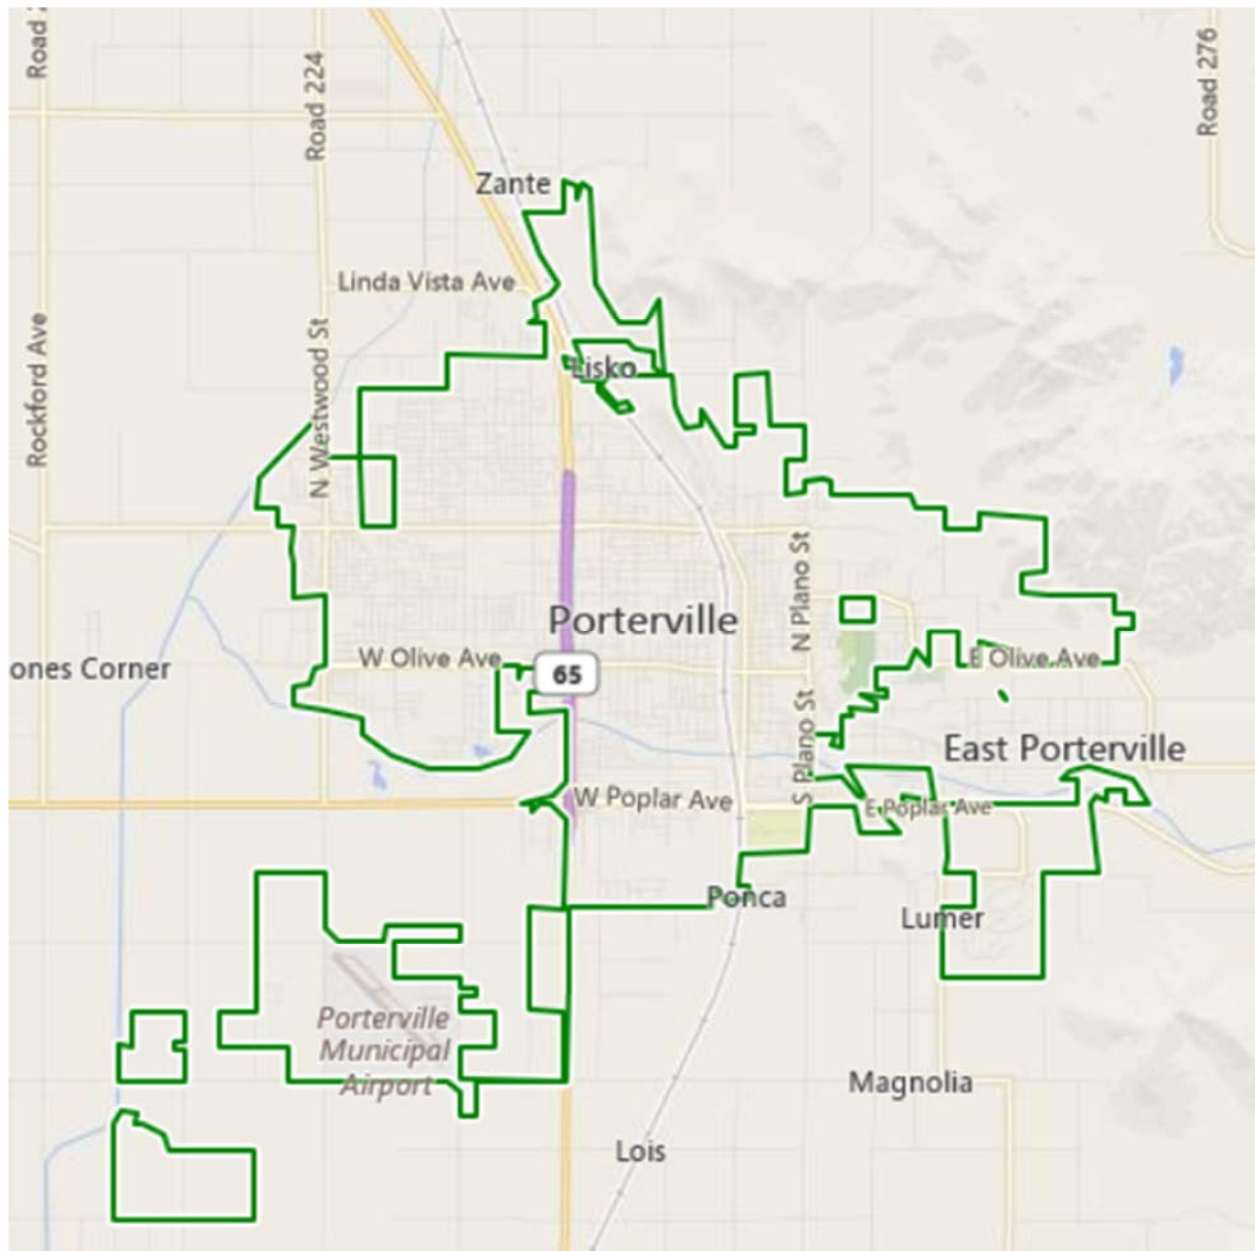 Road 2
Road 224
Road 276
Zante
Linda Vista Ave
Rockford Ave
N Westwood St
Lisko
N Plano St
Porterville
W Olive Ave
65
E Olive Ave
ones Corner
S Plano St
East Porterville
W Poplar Ave
E Poplar Ave
Ponca
Lumer
Porterville
Municipal
Airport
Magnolia
Lois